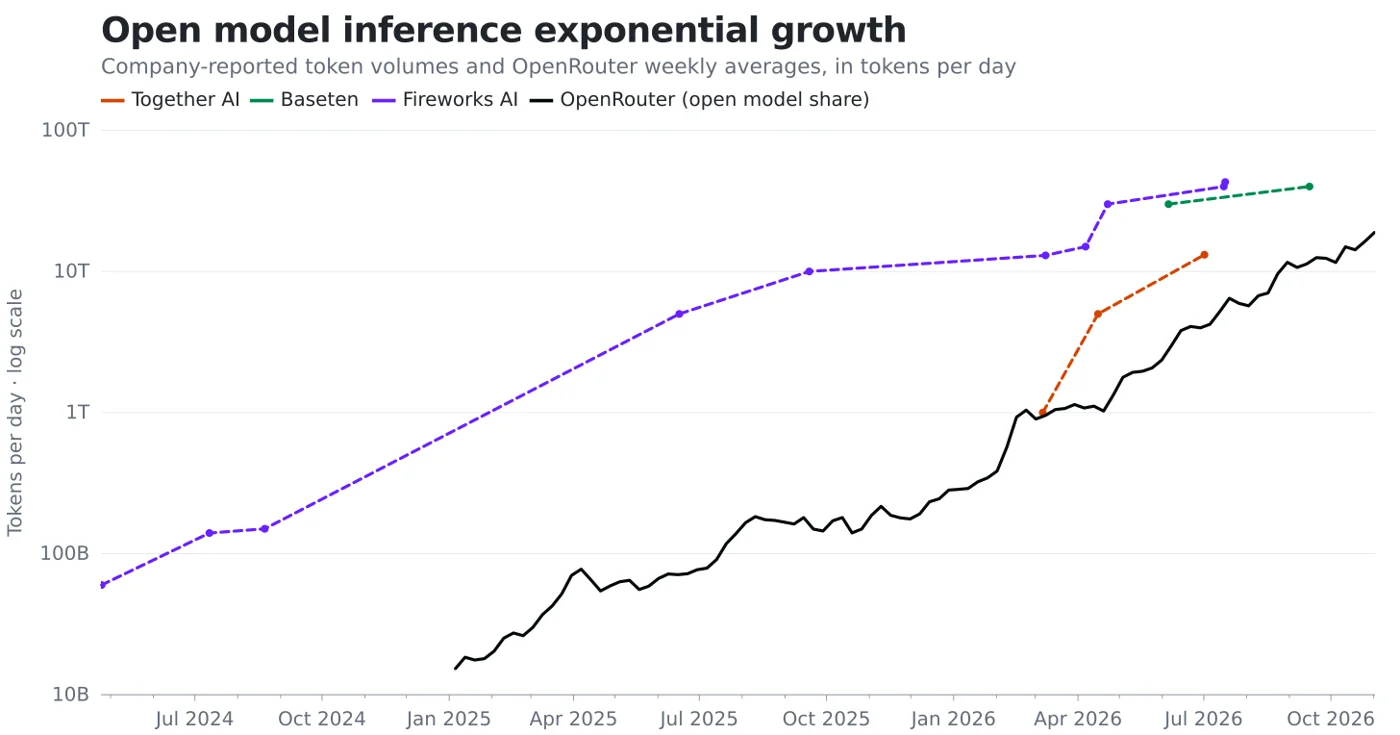 Open model inference exponential growth
Company-reported token volumes and OpenRouter weekly averages, in tokens per day
Together AI Baseten Fireworks AI OpenRouter (open model share)
100T
10T
1T
100B
10B
Tokens per day · log scale
Jul 2024 Oct 2024 Jan 2025 Apr 2025 Jul 2025 Oct 2025 Jan 2026 Apr 2026 Jul 2026 Oct 2026